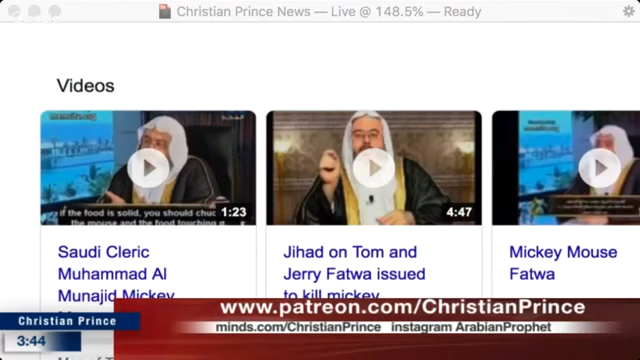 Christian Prince News — Live @ 148.5% — Ready
Videos
if the food is solid, you should chuc
the mouse and the food touching it
1:23
4:47
Saudi Cleric
Muhammad Al
Munajid Mickey
Jihad on Tom and
Jerry Fatwa issued
to kill mickey
Mickey Mouse
Fatwa
www.patreon.com/ChristianPrince
Christian Prince
minds.com/ChristianPrince instagram ArabianProphet
3:44